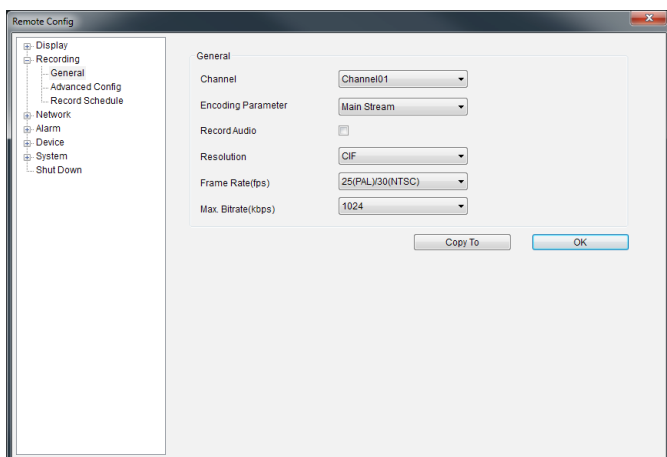 Remote Config
Display
Recording
General
Advanced Config
Record Schedule
Network
Alarm
Device
System
Shut Down
General
Channel Channel01
Encoding Parameter Main Stream
Record Audio
Resolution CIF
Frame Rate(fps) 25(PAL)/30(NTSC)
Max. Bitrate(kbps) 1024
Copy To OK